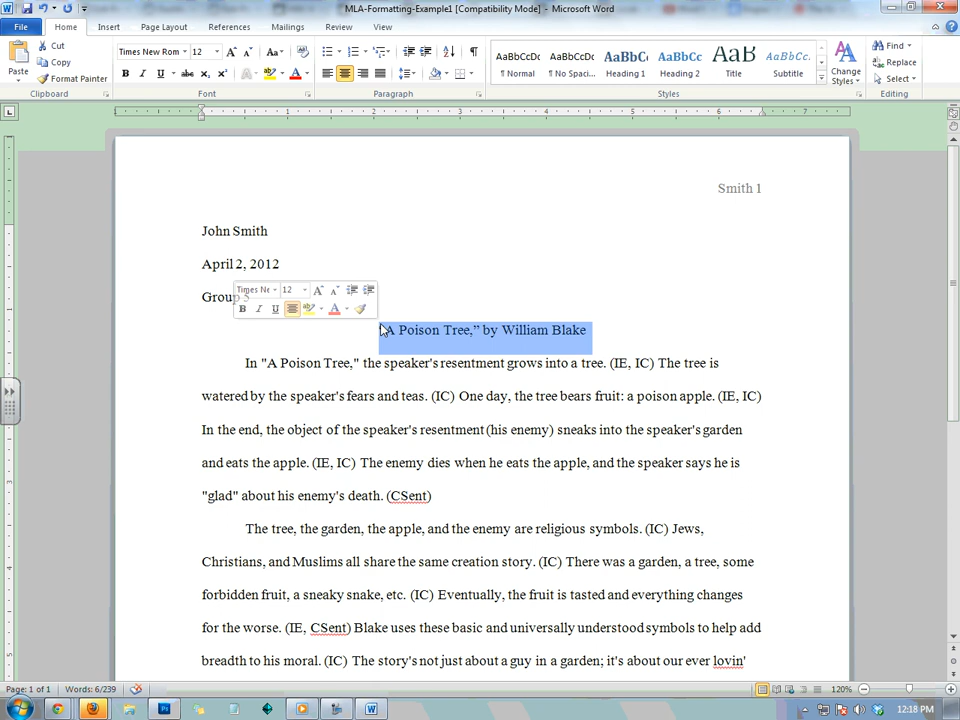 MLA-Formatting-Example1 [Compatibility Mode] - Microsoft Word
File Home Insert Page Layout References Mailings Review View
Paste
Cut
Copy
Format Painter
Clipboard
Times New Rom 12
Font
Paragraph
AaBbCcDc AaBbCcDc AaBbCc AaBbCc AaB AaBbCc.
¶ Normal ¶ No Spaci... Heading 1 Heading 2 Title Subtitle
Change Styles
Styles
Find
Replace
Select
Editing
1 2 3 4 5 6 7
Smith 1
John Smith
April 2, 2012
Group 5
Times Ne 12
"A Poison Tree,” by William Blake
In "A Poison Tree," the speaker's resentment grows into a tree. (IE, IC) The tree is
watered by the speaker's fears and teas. (IC) One day, the tree bears fruit: a poison apple. (IE, IC)
In the end, the object of the speaker's resentment (his enemy) sneaks into the speaker's garden
and eats the apple. (IE, IC) The enemy dies when he eats the apple, and the speaker says he is
"glad" about his enemy's death. (CSent)
The tree, the garden, the apple, and the enemy are religious symbols. (IC) Jews,
Christians, and Muslims all share the same creation story. (IC) There was a garden, a tree, some
forbidden fruit, a sneaky snake, etc. (IC) Eventually, the fruit is tasted and everything changes
for the worse. (IE, CSent) Blake uses these basic and universally understood symbols to help add
breadth to his moral. (IC) The story's not just about a guy in a garden; it's about our ever lovin'
Page: 1 of 1 Words: 6/239 120%
12:18 PM